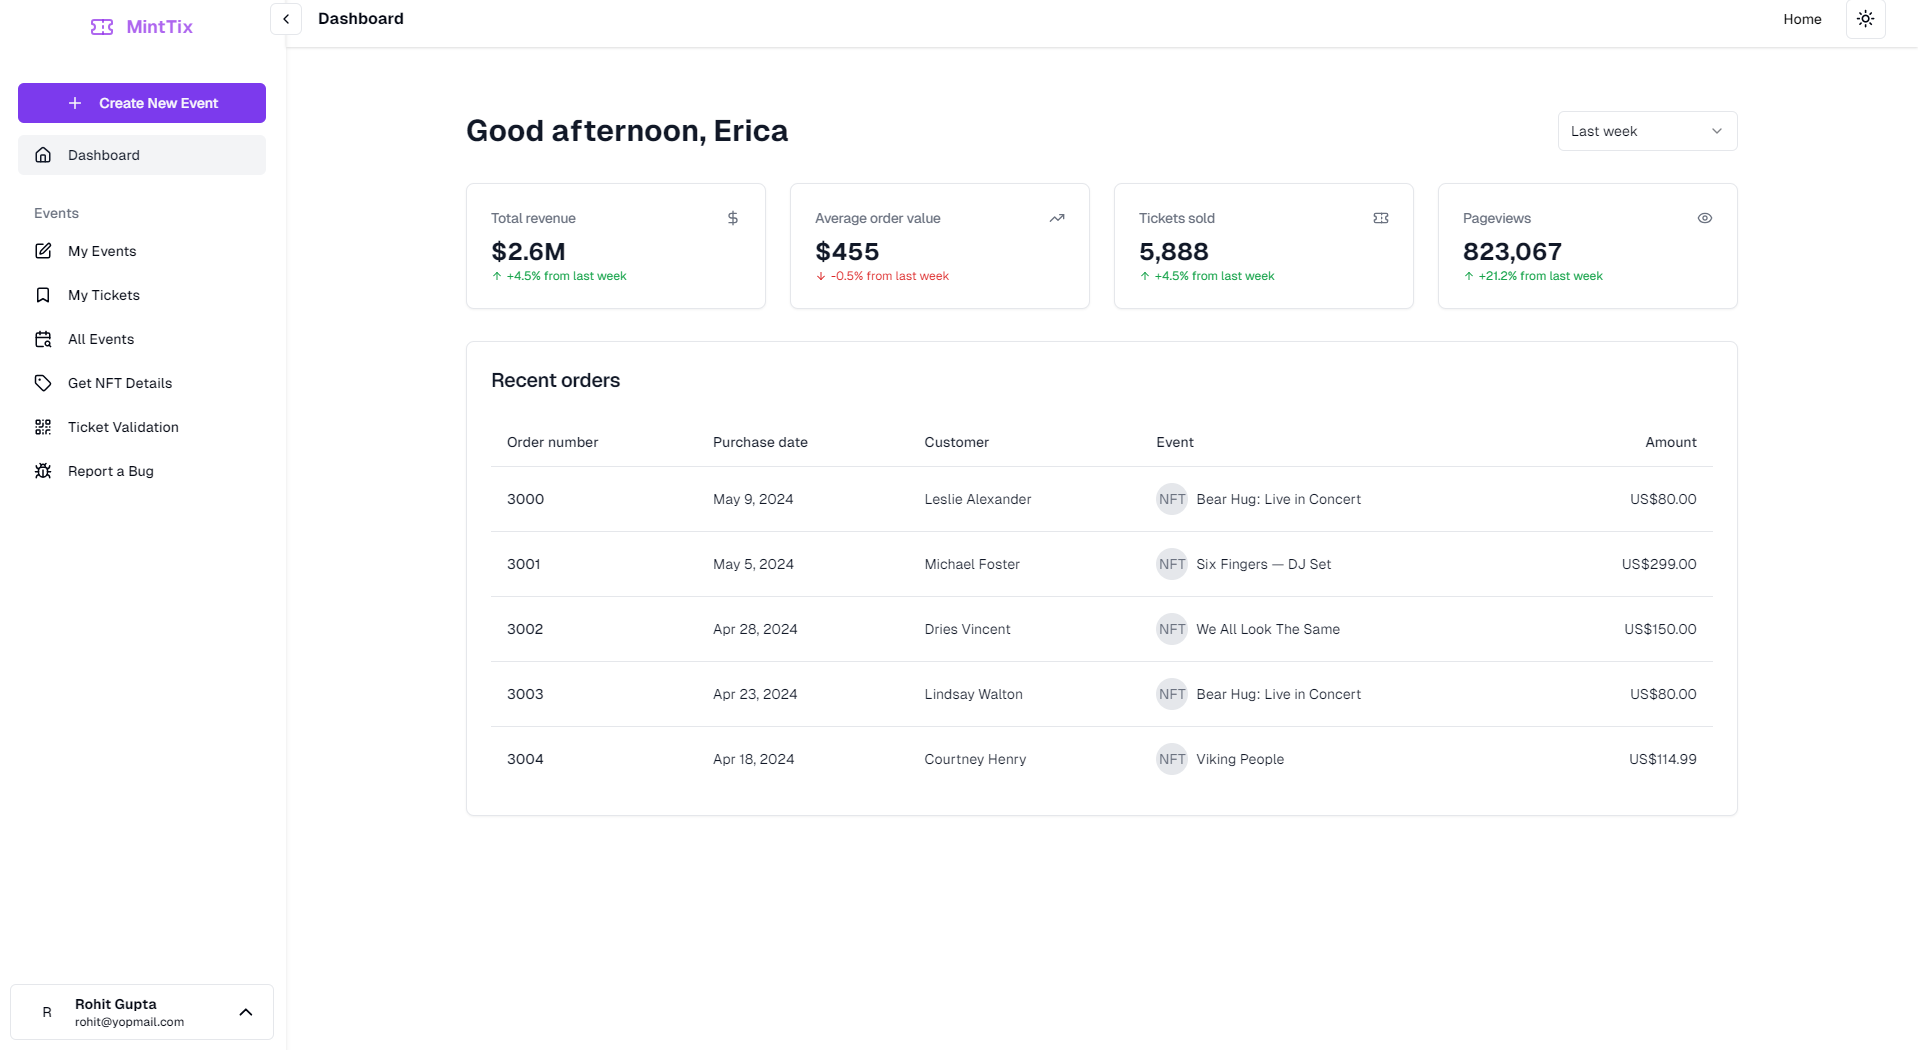 MintTix
Dashboard
Home
Create New Event
Dashboard
Events
My Events
My Tickets
All Events
Get NFT Details
Ticket Validation
Report a Bug
Rohit Gupta
R
rohit@yopmail.com
Good afternoon, Erica
Last week
Total revenue
$2.6M
+4.5% from last week
Average order value
$455
-0.5% from last week
Tickets sold
5,888
+4.5% from last week
Pageviews
823,067
+21.2% from last week
Recent orders
Order number Purchase date Customer Event Amount
3000 May 9, 2024 Leslie Alexander NFT Bear Hug: Live in Concert US$80.00
3001 May 5, 2024 Michael Foster NFT Six Fingers — DJ Set US$299.00
3002 Apr 28, 2024 Dries Vincent NFT We All Look The Same US$150.00
3003 Apr 23, 2024 Lindsay Walton NFT Bear Hug: Live in Concert US$80.00
3004 Apr 18, 2024 Courtney Henry NFT Viking People US$114.99